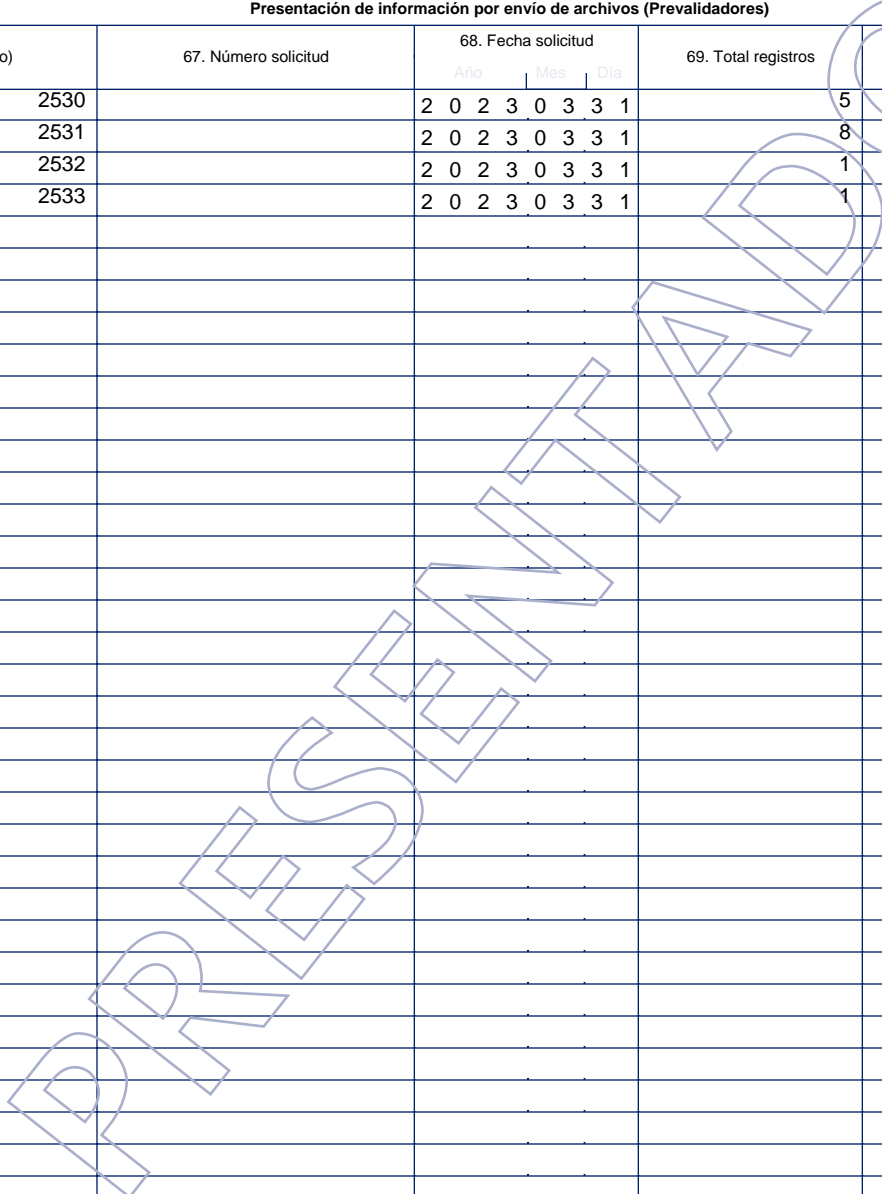 Presentación de información por envío de archivos (Prevalidadores)
o) 67. Número solicitud 68. Fecha solicitud 69. Total registros
Año Mes Día
2530 2 0 2 3 0 3 3 1 5
2531 2 0 2 3 0 3 3 1 8
2532 2 0 2 3 0 3 3 1 1
2533 2 0 2 3 0 3 3 1 1
PRESENTADO